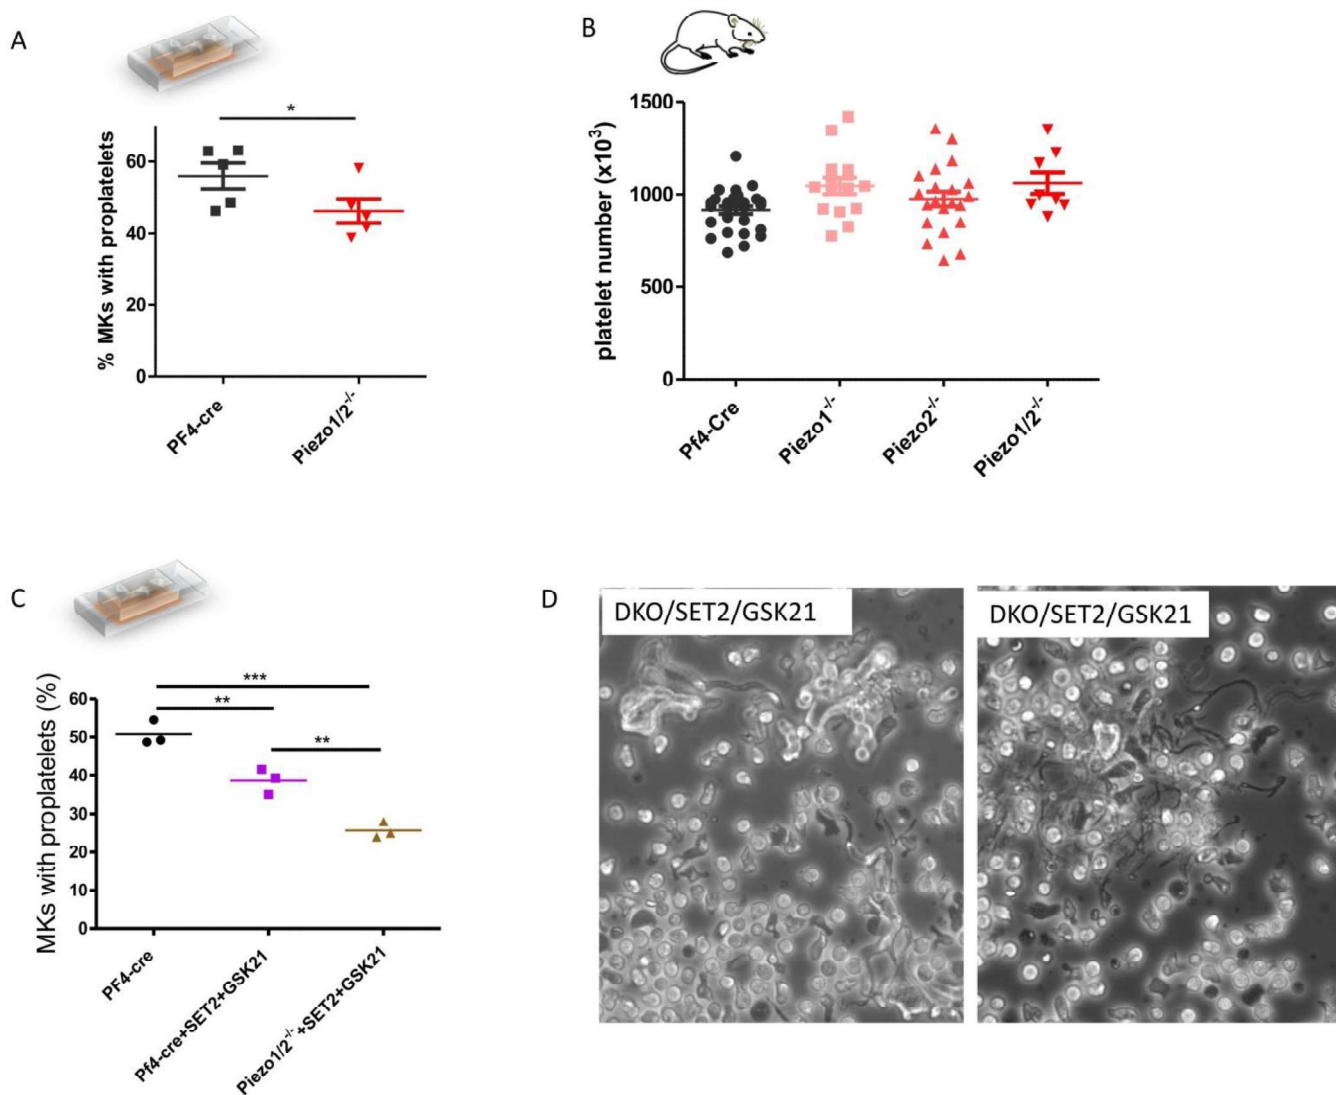 A
*
% MKs with proplatelets
60
40
20
0
PF4-cre
Piezo1/2⁻/⁻
B
platelet number (x10³)
1500
1000
500
0
Pf4-Cre
Piezo1⁻/⁻
Piezo2⁻/⁻
Piezo1/2⁻/⁻
C
MKs with proplatelets (%)
60
50
40
30
20
10
0
***
**
**
PF4-cre
Pf4-cre+SET2+GSK21
Piezo1/2⁻/⁻+SET2+GSK21
D
DKO/SET2/GSK21
DKO/SET2/GSK21